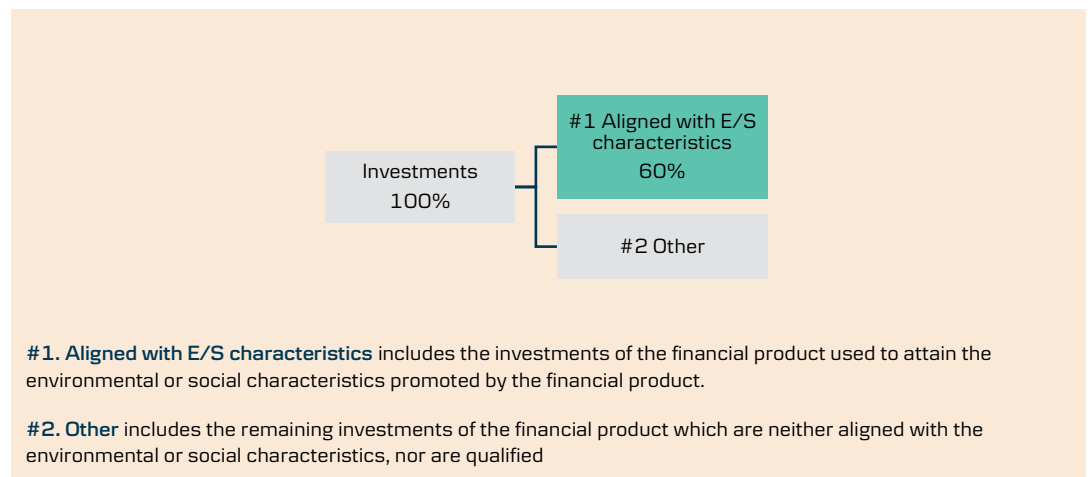 Investments
100%
#1 Aligned with E/S
characteristics
60%
#2 Other
#1. Aligned with E/S characteristics includes the investments of the financial product used to attain the
environmental or social characteristics promoted by the financial product.
#2. Other includes the remaining investments of the financial product which are neither aligned with the
environmental or social characteristics, nor are qualified